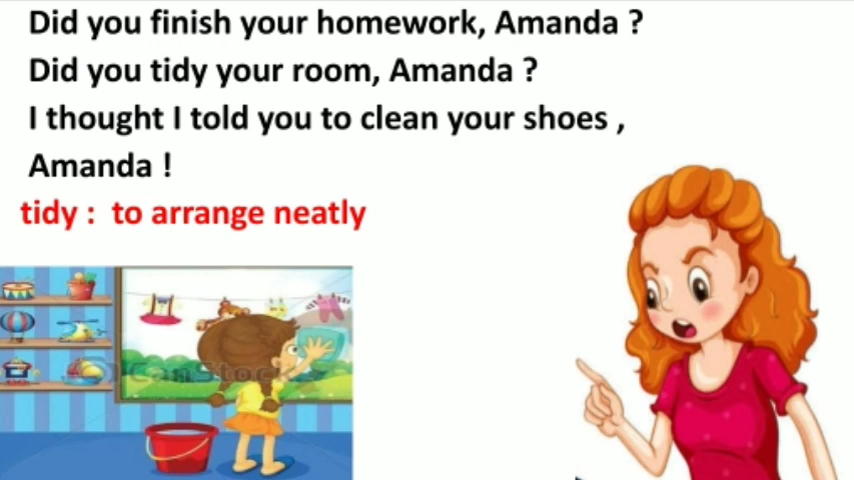 Did you finish your homework, Amanda ?
Did you tidy your room, Amanda ?
I thought I told you to clean your shoes ,
Amanda !
tidy : to arrange neatly
CanStock